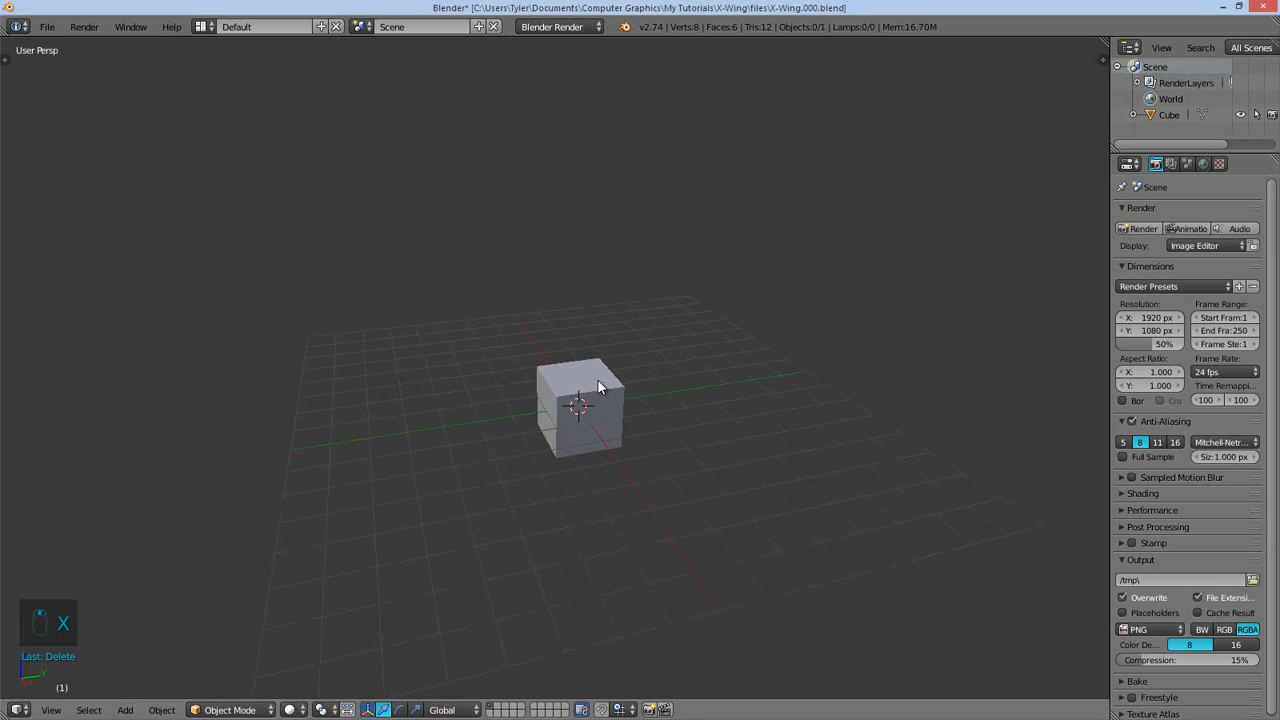 Blender* [C:\Users\Tyler\Documents\Computer Graphics\My Tutorials\X-Wing\files\X-Wing.000.blend]
File Render Window Help Default Scene Blender Render v2.74 | Verts:8 | Faces:6 | Tris:12 | Objects:0/1 | Lamps:0/0 | Mem:16.70M
User Persp
View Search All Scenes
Scene
RenderLayers
World
Cube
Scene
Render
Render Animatio Audio
Display: Image Editor
Dimensions
Render Presets
Resolution: Frame Range:
X: 1920 px Start Fram:1
Y: 1080 px End Fra:250
50% Frame Ste:1
Aspect Ratio: Frame Rate:
X: 1.000 24 fps
Y: 1.000 Time Remappi...
Bor Cro 100 100
Anti-Aliasing
5 8 11 16 Mitchell-Netr...
Full Sample Siz:1.000 px
Sampled Motion Blur
Shading
Performance
Post Processing
Stamp
Output
/tmp\
Overwrite File Extensi...
Placeholders Cache Result
PNG BW RGB RGBA
Color De... 8 16
Compression: 15%
Bake
Freestyle
Texture Atlas
X
Last: Delete
(1)
View Select Add Object Object Mode Global